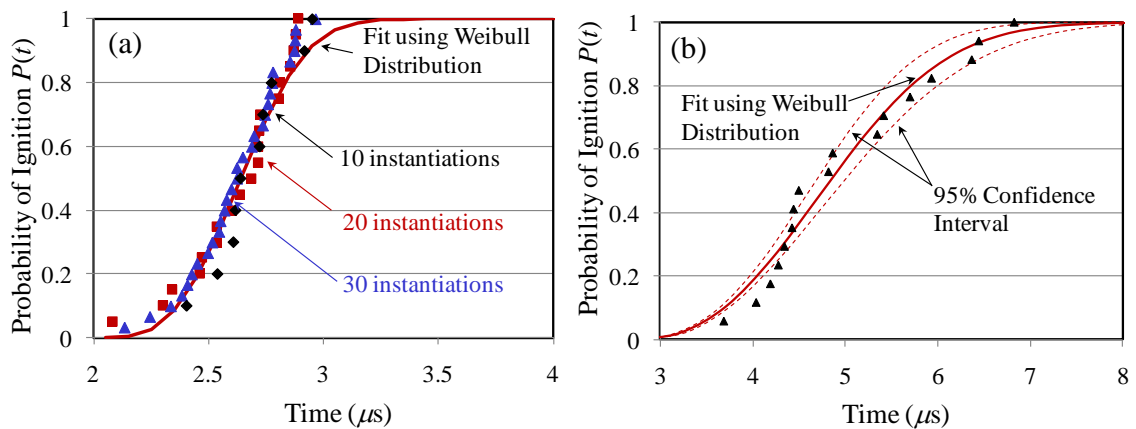 (a)
Fit using Weibull
Distribution
10 instantiations
20 instantiations
30 instantiations
Probability of Ignition P(t)
1
0.8
0.6
0.4
0.2
0
2
2.5
3
3.5
4
Time (μs)
(b)
Fit using Weibull
Distribution
95% Confidence
Interval
Probability of Ignition P(t)
1
0.8
0.6
0.4
0.2
0
3
4
5
6
7
8
Time (μs)